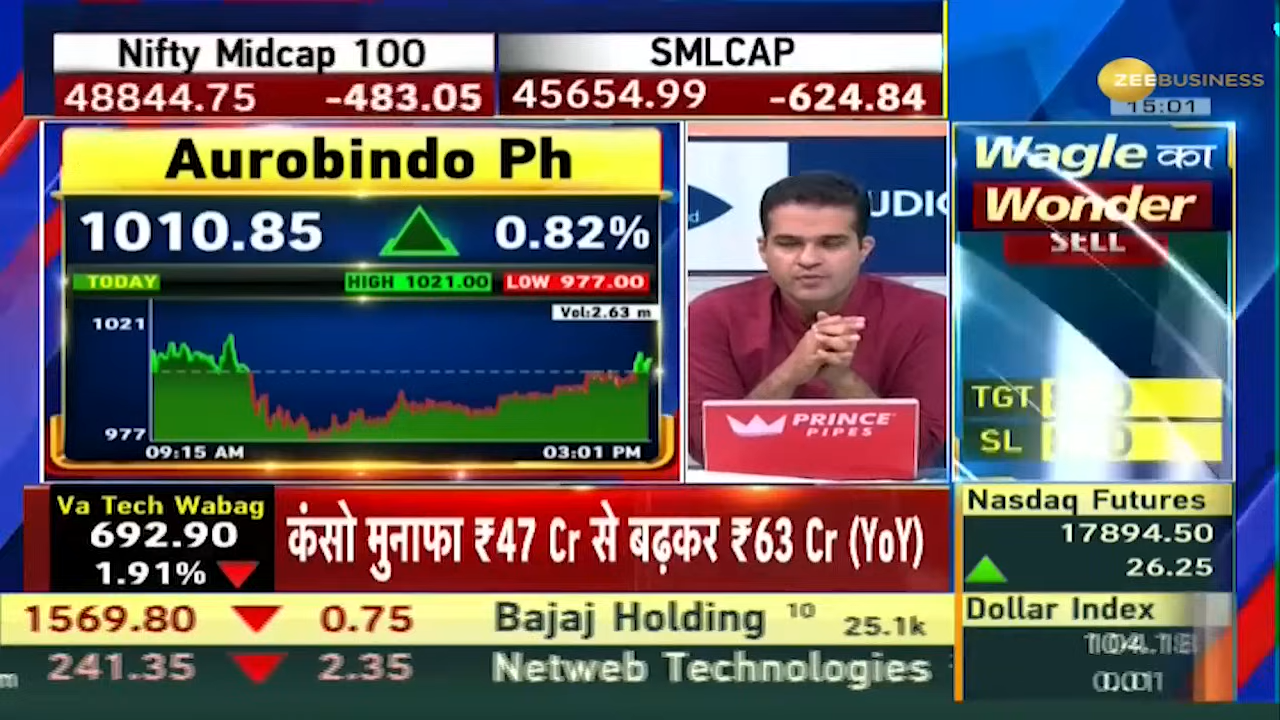 Nifty Midcap 100
48844.75 -483.05
SMLCAP
45654.99 -624.84
ZEEBUSINESS
15:01
Aurobindo Ph
1010.85 0.82%
TODAY HIGH 1021.00 LOW 977.00
Vol:2.63 m
1021
977
09:15 AM 03:01 PM
UDIO
PRINCE
PIPES
Wagle का
Wonder
SELL
TGT
SL
Va Tech Wabag
692.90
1.91%
कंसो मुनाफा ₹47 Cr से बढ़कर ₹63 Cr (YoY)
Nasdaq Futures
17894.50
26.25
Dollar Index
1569.80 0.75 Bajaj Holding 10 25.1k
241.35 2.35 Netweb Technologies